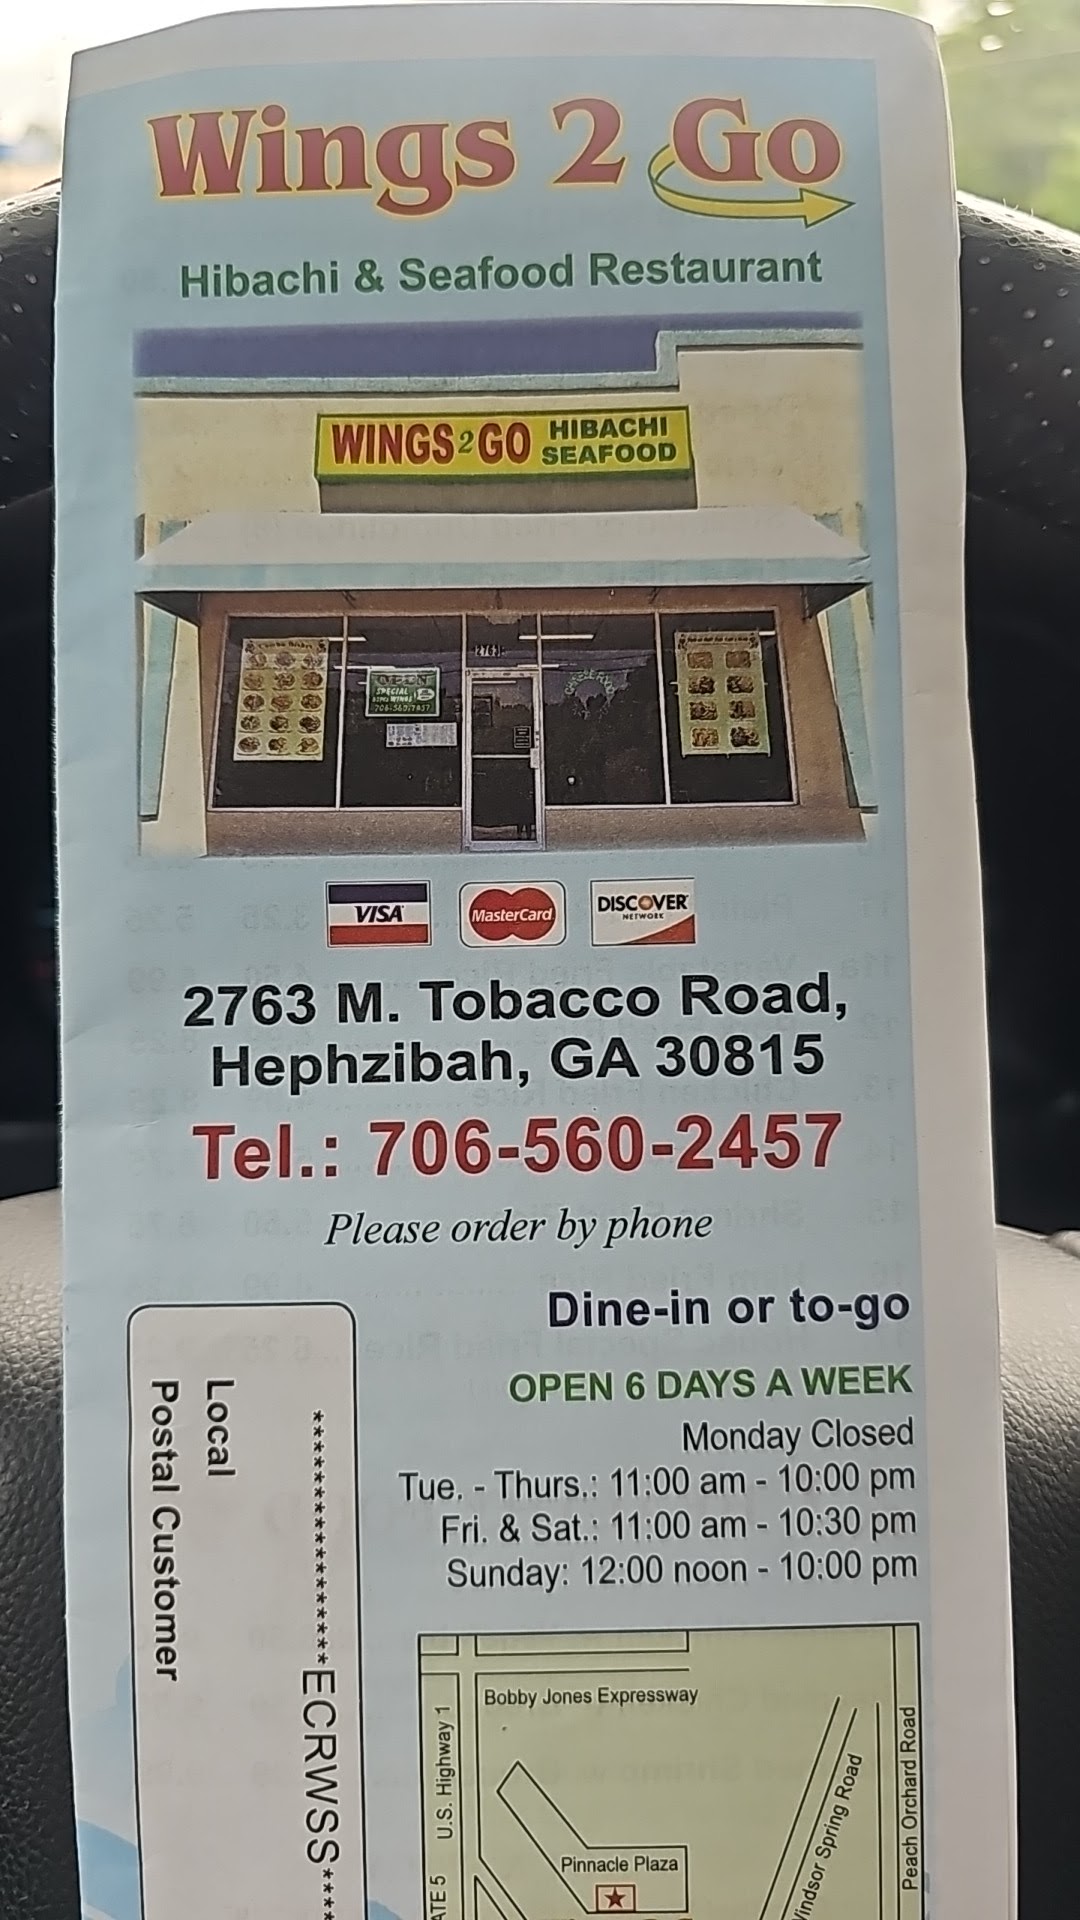 Wings 2 Go
Hibachi & Seafood Restaurant
WINGS 2 GO HIBACHI
SEAFOOD
2763
OPEN
SPECIAL
WINGS
VISA
MasterCard
DISCOVER
NETWORK
2763 M. Tobacco Road,
Hephzibah, GA 30815
Tel.: 706-560-2457
Please order by phone
Dine-in or to-go
OPEN 6 DAYS A WEEK
Monday Closed
Tue. - Thurs.: 11:00 am - 10:00 pm
Fri. & Sat.: 11:00 am - 10:30 pm
Sunday: 12:00 noon - 10:00 pm
ECRWSS
Local
Postal Customer
Bobby Jones Expressway
U.S. Highway 1
Peach Orchard Road
Windsor Spring Road
Pinnacle Plaza